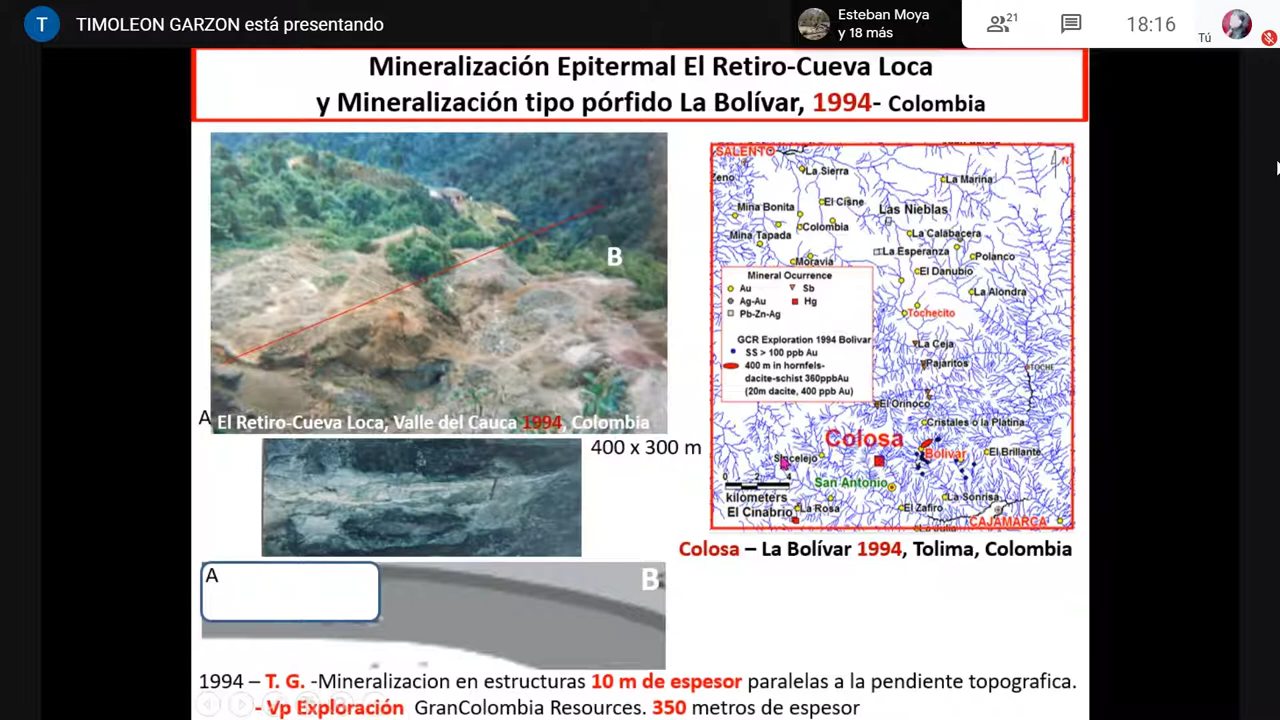 T
TIMOLEON GARZON está presentando
Esteban Moya
y 18 más
21
18:16
Tú
Mineralización Epitermal El Retiro-Cueva Loca
y Mineralización tipo pórfido La Bolívar, 1994- Colombia
B
A El Retiro-Cueva Loca, Valle del Cauca 1994, Colombia
400 x 300 m
A
B
SALENTO
N
La Sierra
La Marina
El Cisne
Mina Bonita
Las Nieblas
Colombia
Mina Tapada
La Calabacera
La Esperanza
Polanco
Moravia
El Danubio
La Alondra
Tochecito
La Ceja
Pajaritos
TOCHE
El Orinoco
Cristales o la Platina
Mineral Ocurrence
Au Sb
Ag-Au Hg
Pb-Zn-Ag
GCR Exploration 1994 Bolivar
SS > 100 ppb Au
400 m in hornfels-
dacite-schist 360ppbAu
(20m dacite, 400 ppb Au)
Colosa
Bolivar
El Brillante
Sincelejo
San Antonio
0 2 4
kilometers
La Sonrisa
El Cinabrio
La Rosa
El Zafiro
CAJAMARCA
La Julia
Colosa – La Bolívar 1994, Tolima, Colombia
1994 – T. G. -Mineralizacion en estructuras 10 m de espesor paralelas a la pendiente topografica.
- Vp Exploración GranColombia Resources. 350 metros de espesor